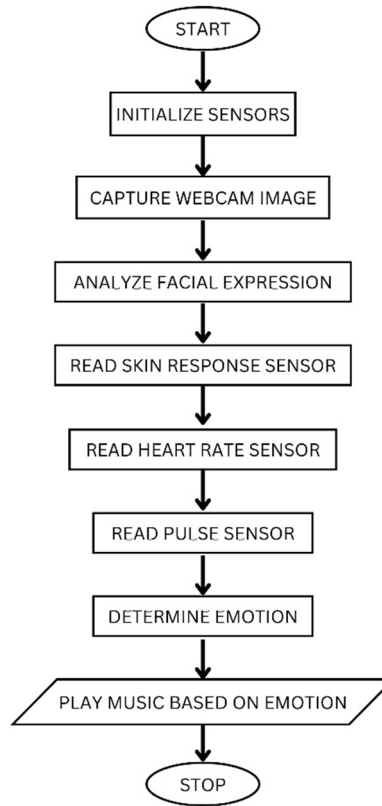 START
INITIALIZE SENSORS
CAPTURE WEBCAM IMAGE
ANALYZE FACIAL EXPRESSION
READ SKIN RESPONSE SENSOR
READ HEART RATE SENSOR
READ PULSE SENSOR
DETERMINE EMOTION
PLAY MUSIC BASED ON EMOTION
STOP